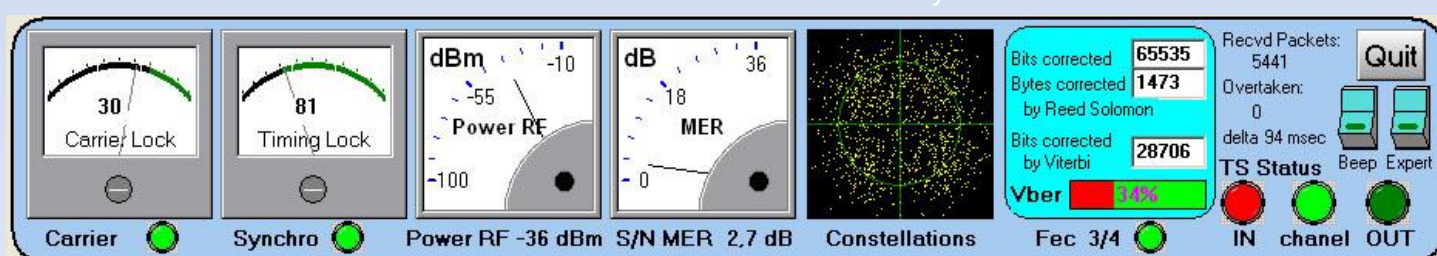 30
Carrier Lock
Carrier
81
Timing Lock
Synchro
dBm
-10
-55
Power RF
-100
Power RF -36 dBm
dB
36
18
MER
0
S/N MER 2,7 dB
Constellations
Bits corrected 65535
Bytes corrected 1473
by Reed Solomon
Bits corrected
by Viterbi 28706
Vber 34%
Fec 3/4
Recvd Packets:
5441
Overtaken:
0
delta 94 msec
Quit
Beep Expert
TS Status
IN chanel OUT